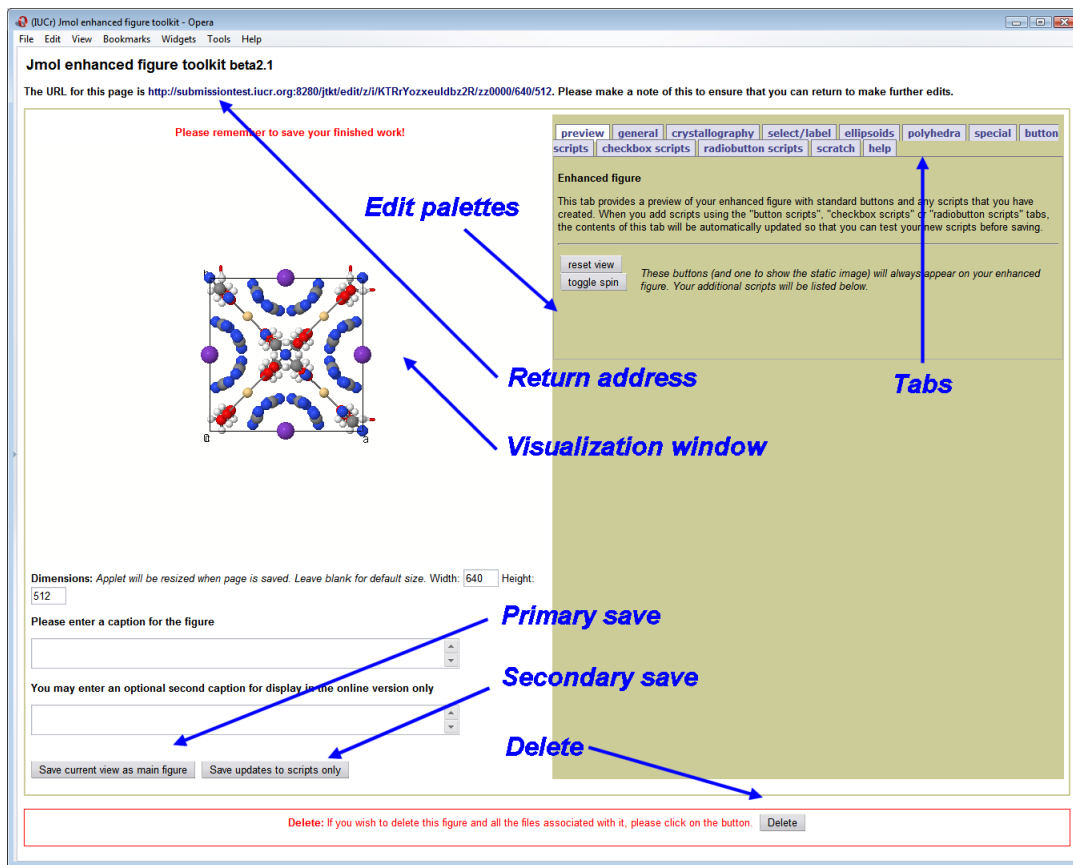 (IUCr) Jmol enhanced figure toolkit - Opera
File Edit View Bookmarks Widgets Tools Help
Jmol enhanced figure toolkit beta2.1
The URL for this page is http://submissiontest.iucr.org:8280/jtkt/edit/z/i/KTRrYozxeuldbz2R/zz0000/640/512. Please make a note of this to ensure that you can return to make further edits.
Please remember to save your finished work!
preview general crystallography select/label ellipsoids polyhedra special button
scripts checkbox scripts radiobutton scripts scratch help
Enhanced figure
This tab provides a preview of your enhanced figure with standard buttons and any scripts that you have
created. When you add scripts using the "button scripts", "checkbox scripts" or "radiobutton scripts" tabs,
the contents of this tab will be automatically updated so that you can test your new scripts before saving.
reset view
toggle spin
These buttons (and one to show the static image) will always appear on your enhanced
figure. Your additional scripts will be listed below.
Edit palettes
Return address
Tabs
Visualization window
a
Dimensions: Applet will be resized when page is saved. Leave blank for default size. Width: 640 Height:
512
Primary save
Please enter a caption for the figure
Secondary save
You may enter an optional second caption for display in the online version only
Delete
Save current view as main figure Save updates to scripts only
Delete: If you wish to delete this figure and all the files associated with it, please click on the button. Delete